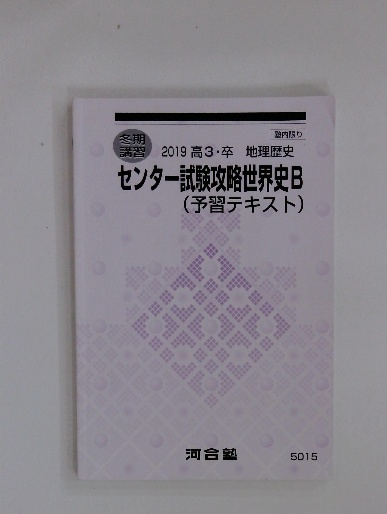 塾内限り
冬期
講習
2019 高3・卒 地理歴史
センター試験攻略世界史B
(予習テキスト)
河合塾
5015